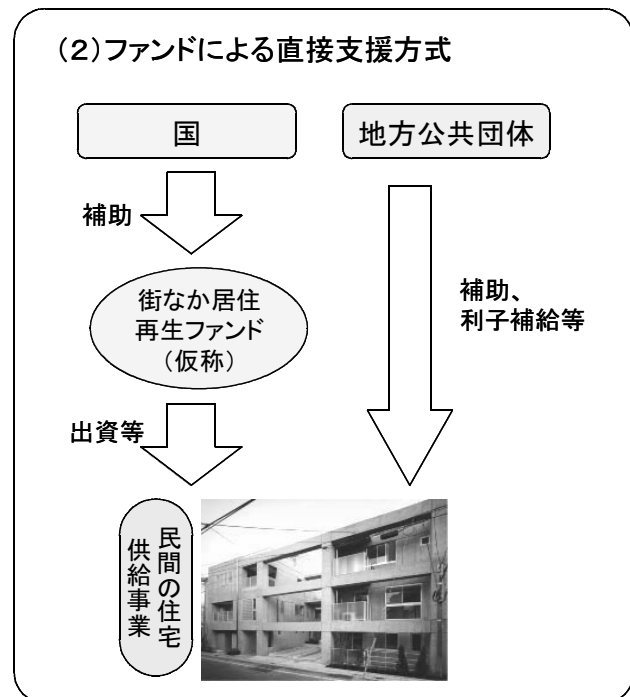 (2)ファンドによる直接支援方式
国
地方公共団体
補助
街なか居住
再生ファンド
(仮称)
補助、
利子補給等
出資等
民間の住宅
供給事業